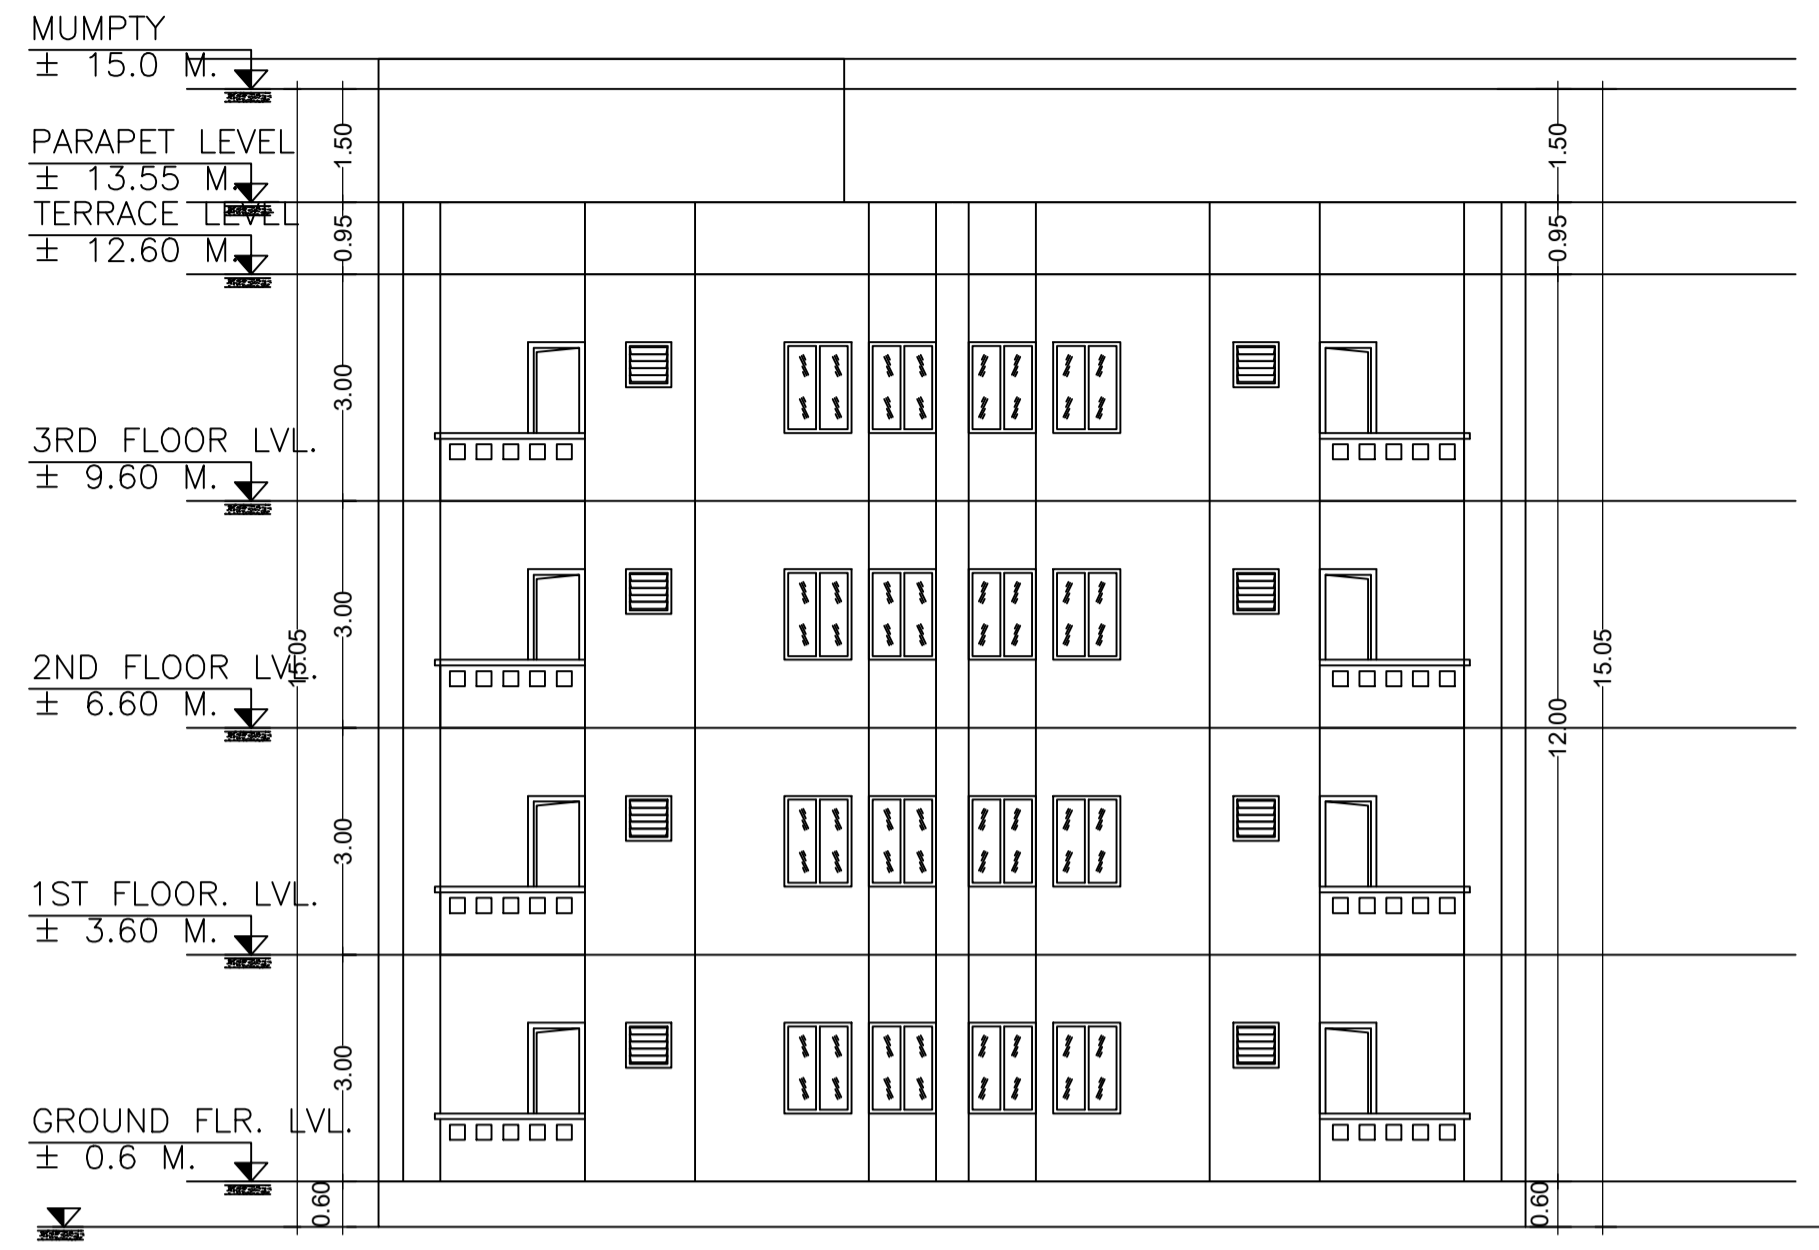 MUMPTY
± 15.0 M.
PARAPET LEVEL
± 13.55 M.
TERRACE LEVEL
± 12.60 M.
3RD FLOOR LVL.
± 9.60 M.
2ND FLOOR LVL.
± 6.60 M.
1ST FLOOR. LVL.
± 3.60 M.
GROUND FLR. LVL.
± 0.6 M.
15.05
1.50
0.95
3.00
3.00
3.00
3.00
0.60
1.50
0.95
12.00
0.60
15.05